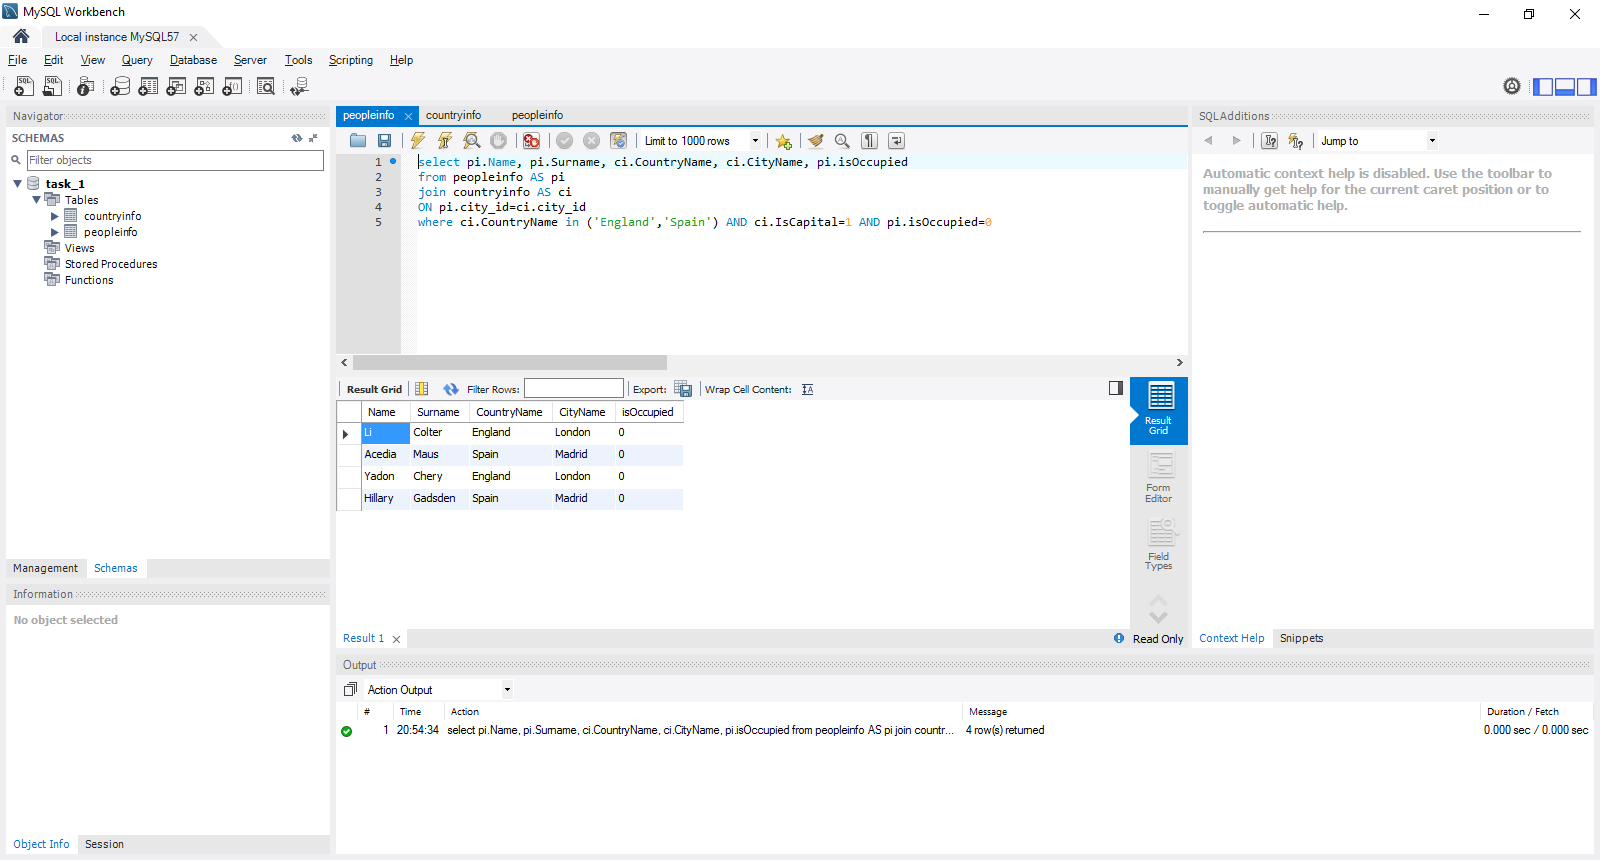 MySQL Workbench
Local instance MySQL57
File Edit View Query Database Server Tools Scripting Help
Navigator
SCHEMAS
Filter objects
task_1
Tables
countryinfo
peopleinfo
Views
Stored Procedures
Functions
Management Schemas
Information
No object selected
Object Info Session
peopleinfo countryinfo peopleinfo
Limit to 1000 rows
1 select pi.Name, pi.Surname, ci.CountryName, ci.CityName, pi.isOccupied
2 from peopleinfo AS pi
3 join countryinfo AS ci
4 ON pi.city_id=ci.city_id
5 where ci.CountryName in ('England','Spain') AND ci.IsCapital=1 AND pi.isOccupied=0
Result Grid Filter Rows: Export: Wrap Cell Content:
Name Surname CountryName CityName isOccupied
Li Colter England London 0
Acedia Maus Spain Madrid 0
Yadon Chery England London 0
Hillary Gadsden Spain Madrid 0
Result
Grid
Form
Editor
Field
Types
Result 1
Read Only
SQLAdditions
Jump to
Automatic context help is disabled. Use the toolbar to
manually get help for the current caret position or to
toggle automatic help.
Context Help Snippets
Output
Action Output
# Time Action Message Duration / Fetch
1 20:54:34 select pi.Name, pi.Surname, ci.CountryName, ci.CityName, pi.isOccupied from peopleinfo AS pi join countr... 4 row(s) returned 0.000 sec / 0.000 sec